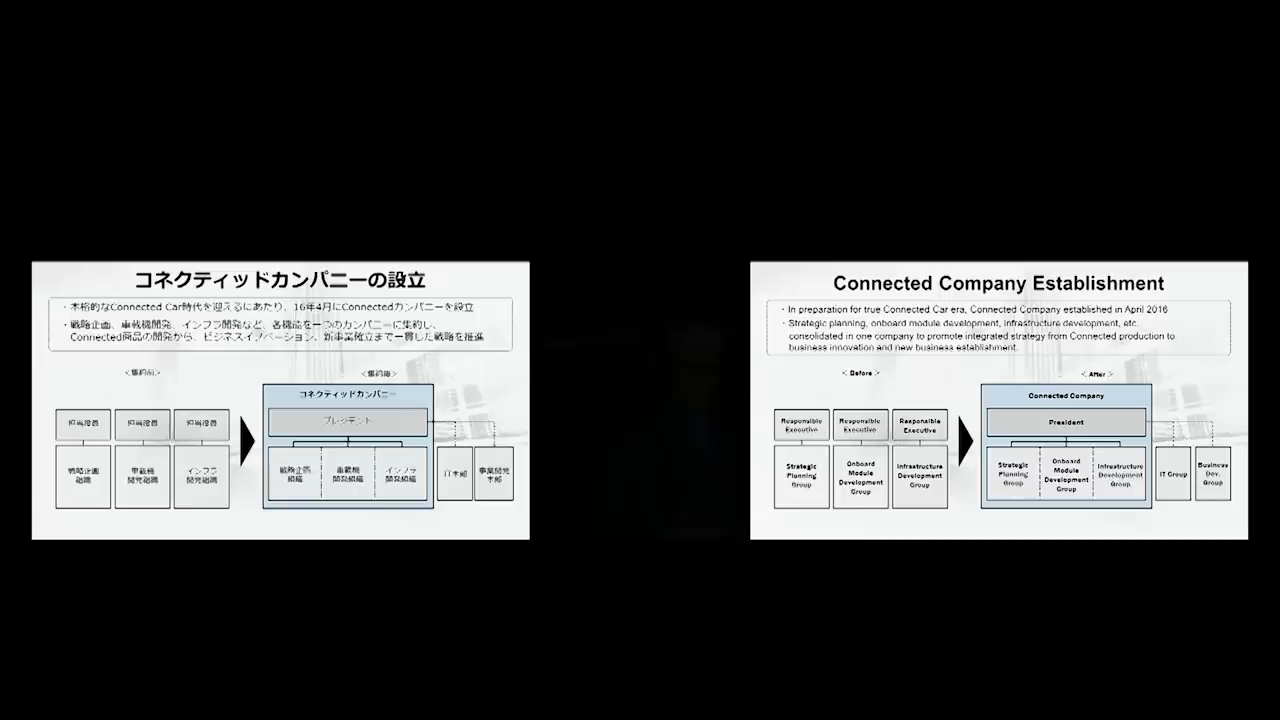 コネクティッドカンパニーの設立
・本格的なConnected Car時代を迎えるにあたり、16年4月にConnectedカンパニーを設立
・戦略企画、車載機開発、インフラ開発など、各機能を一つのカンパニーに集約し、
Connected商品の開発から、ビジネスイノベーション、新事業確立まで一貫した戦略を推進
＜集約前＞
＜集約後＞
コネクティッドカンパニー
担当役員
担当役員
担当役員
プレジデント
戦略企画
組織
車載機
開発組織
インフラ
開発組織
戦略企画
組織
車載機
開発組織
インフラ
開発組織
IT本部
事業開発
本部
Connected Company Establishment
・In preparation for true Connected Car era, Connected Company established in April 2016
・Strategic planning, onboard module development, infrastructure development, etc.
consolidated in one company to promote integrated strategy from Connected production to
business innovation and new business establishment.
＜Before＞
＜After＞
Connected Company
Responsible
Executive
Responsible
Executive
Responsible
Executive
President
Strategic
Planning
Group
Onboard
Module
Development
Group
Infrastructure
Development
Group
Strategic
Planning
Group
Onboard
Module
Development
Group
Infrastructure
Development
Group
IT Group
Business
Dev.
Group